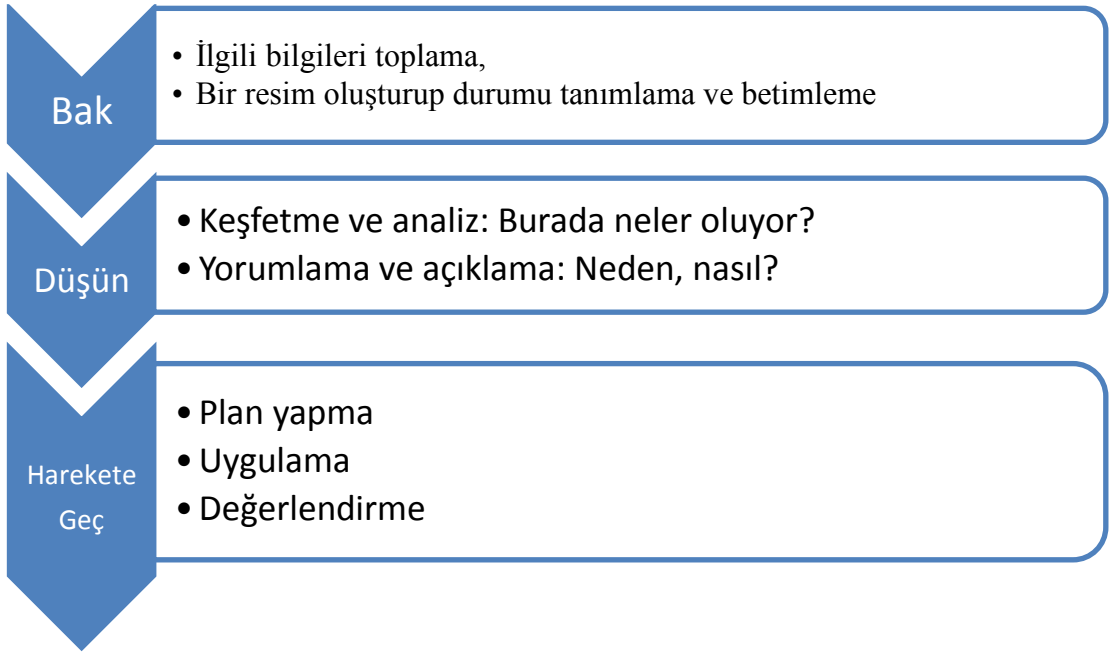 Bak
• İlgili bilgileri toplama,
• Bir resim oluşturup durumu tanımlama ve betimleme
Düşün
• Keşfetme ve analiz: Burada neler oluyor?
• Yorumlama ve açıklama: Neden, nasıl?
Harekete
Geç
• Plan yapma
• Uygulama
• Değerlendirme